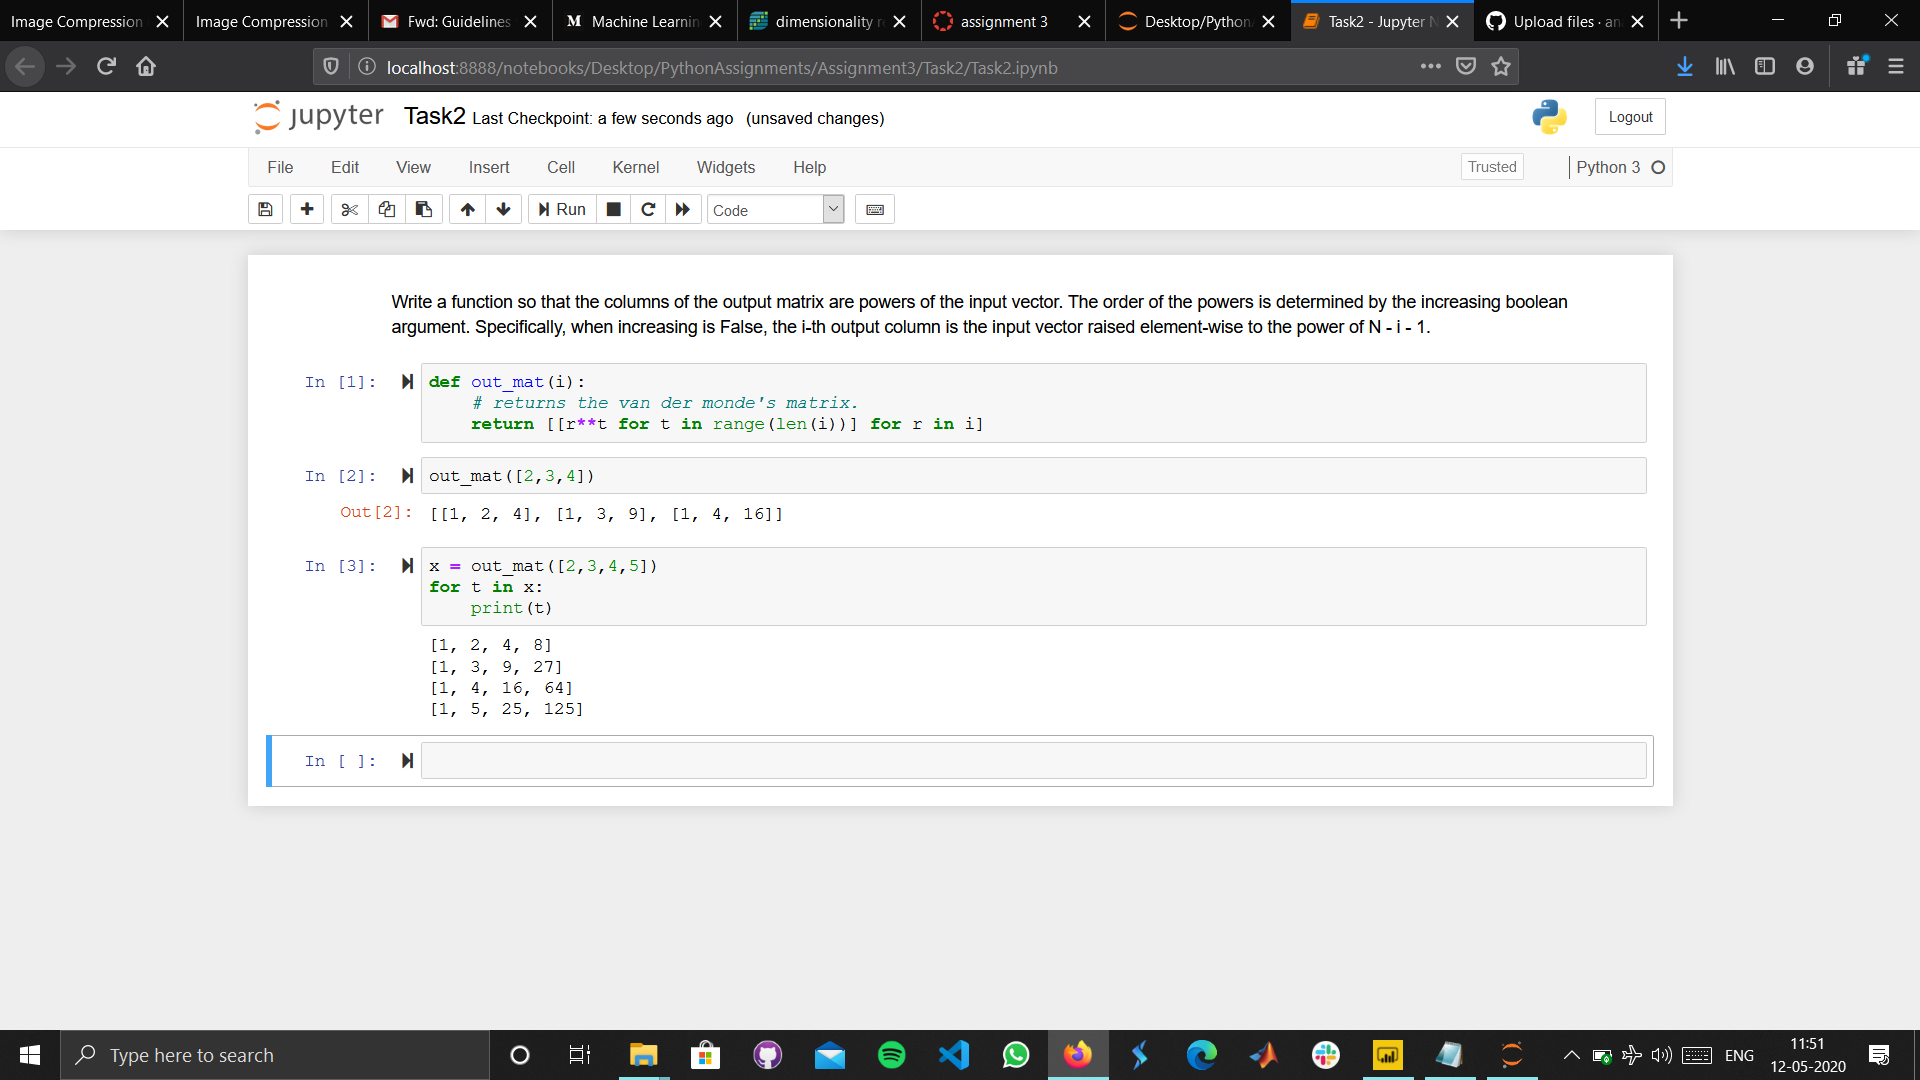 Image Compression
Image Compression
Fwd: Guidelines
Machine Learnin
dimensionality r
assignment 3
Desktop/Python
Task2 - Jupyter N
Upload files · an
localhost:8888/notebooks/Desktop/PythonAssignments/Assignment3/Task2/Task2.ipynb
jupyter Task2 Last Checkpoint: a few seconds ago (unsaved changes)
Logout
File Edit View Insert Cell Kernel Widgets Help
Trusted Python 3
Run Code
Write a function so that the columns of the output matrix are powers of the input vector. The order of the powers is determined by the increasing boolean
argument. Specifically, when increasing is False, the i-th output column is the input vector raised element-wise to the power of N - i - 1.
In [1]: def out_mat(i):
# returns the van der monde's matrix.
return [[r**t for t in range(len(i))] for r in i]
In [2]: out_mat([2,3,4])
Out[2]: [[1, 2, 4], [1, 3, 9], [1, 4, 16]]
In [3]: x = out_mat([2,3,4,5])
for t in x:
print(t)
[1, 2, 4, 8]
[1, 3, 9, 27]
[1, 4, 16, 64]
[1, 5, 25, 125]
In [ ]:
Type here to search
ENG
11:51
12-05-2020